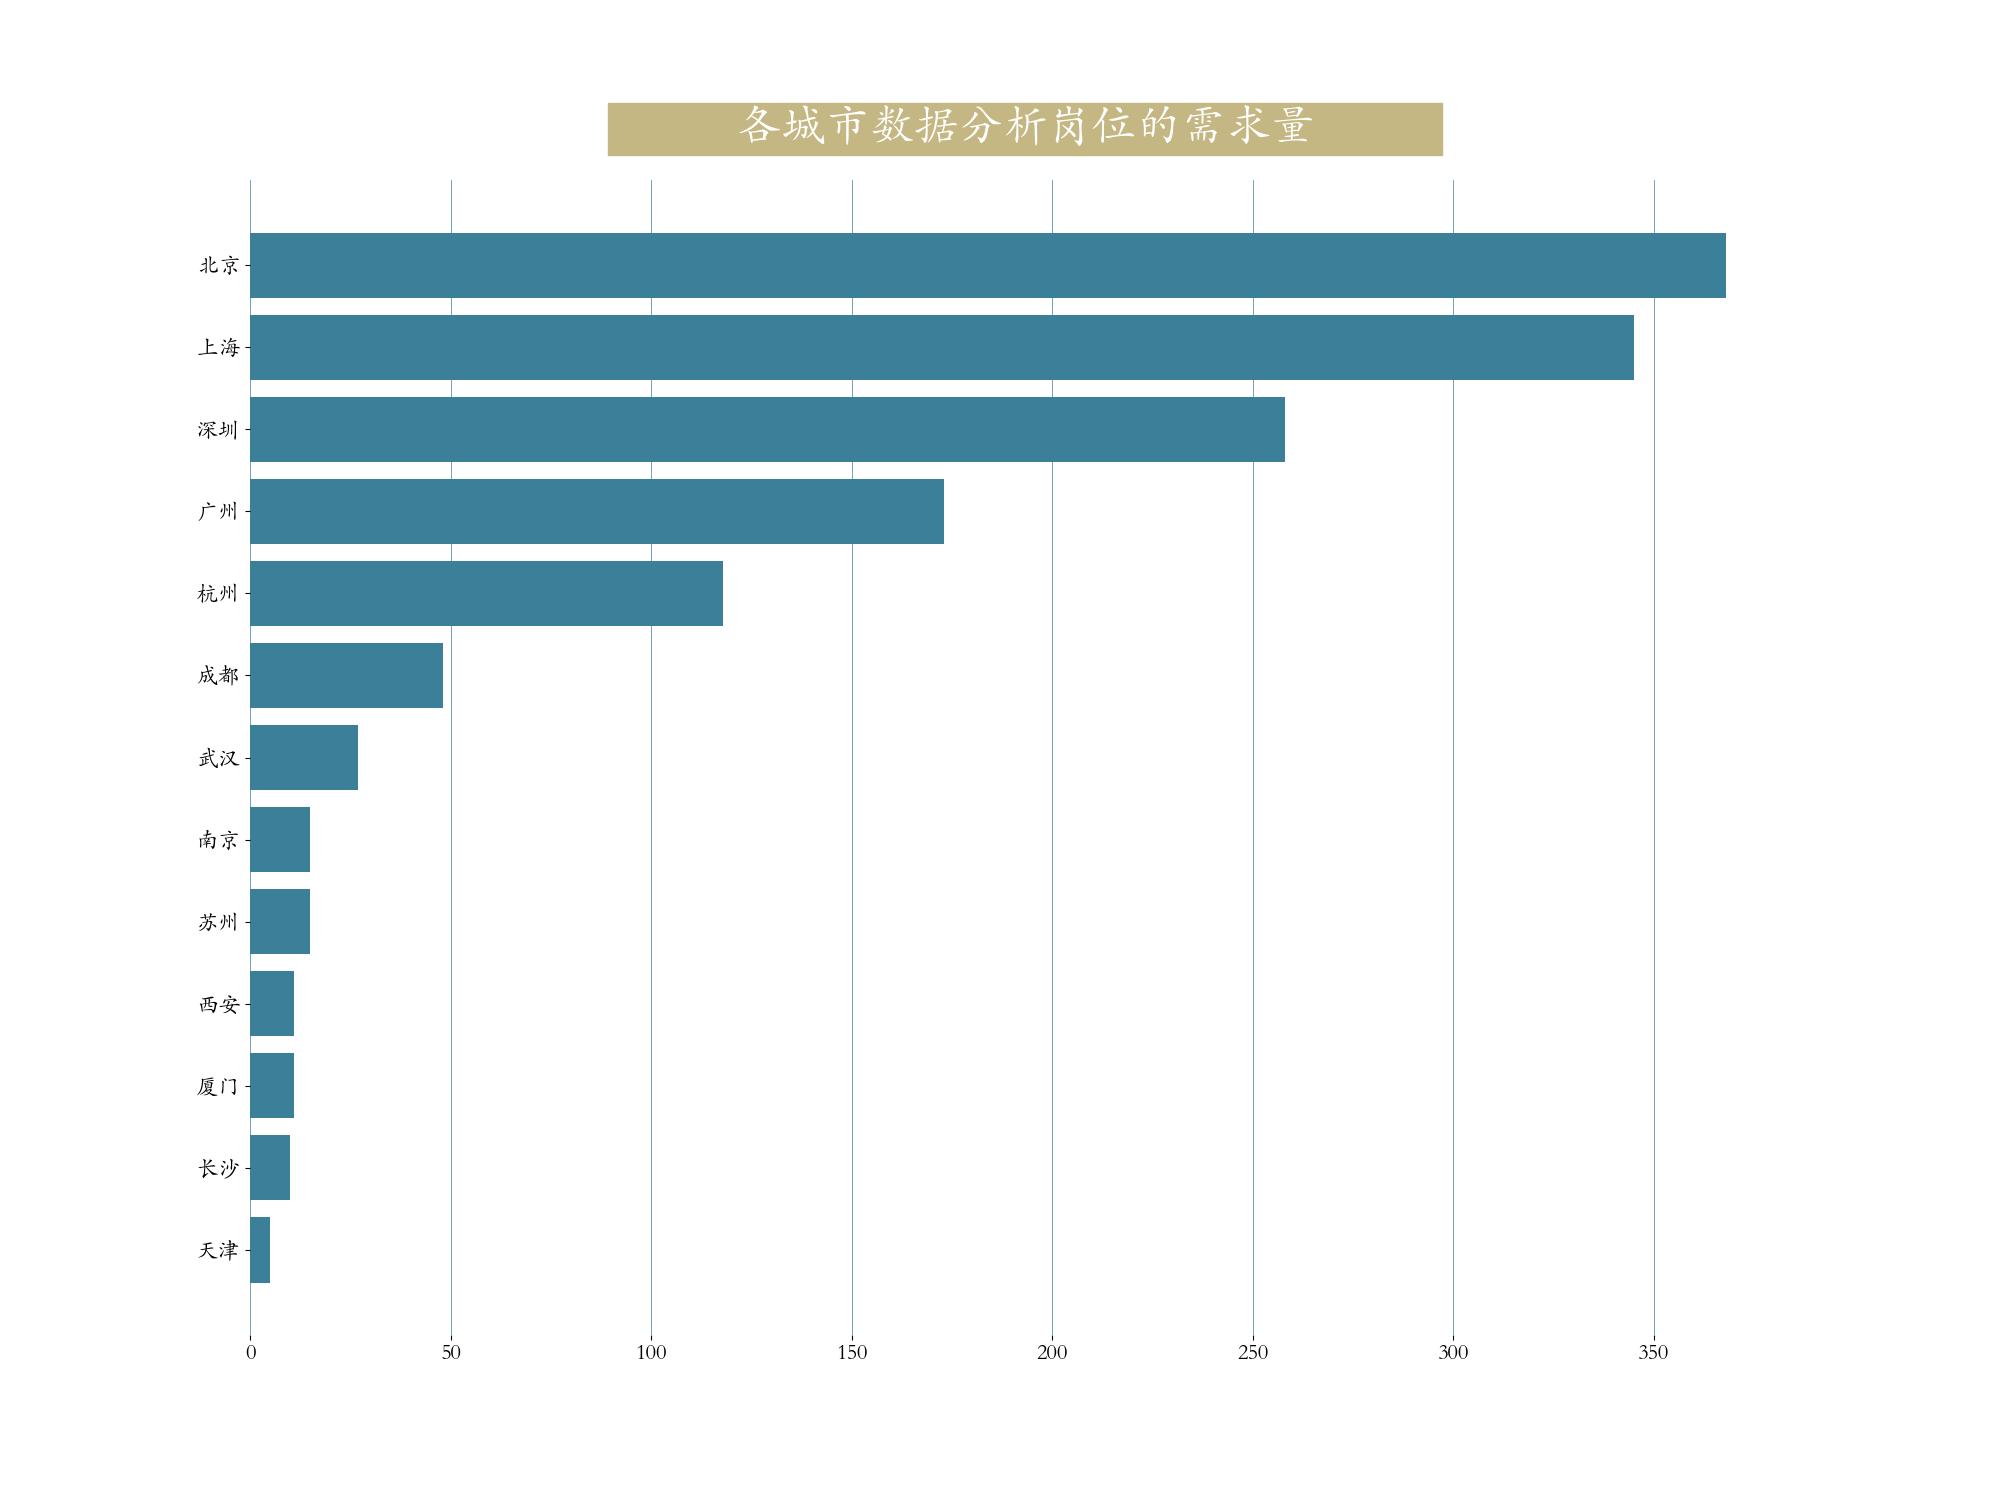 各城市数据分析岗位的需求量
北京
上海
深圳
广州
杭州
成都
武汉
南京
苏州
西安
厦门
长沙
天津
0 50 100 150 200 250 300 350